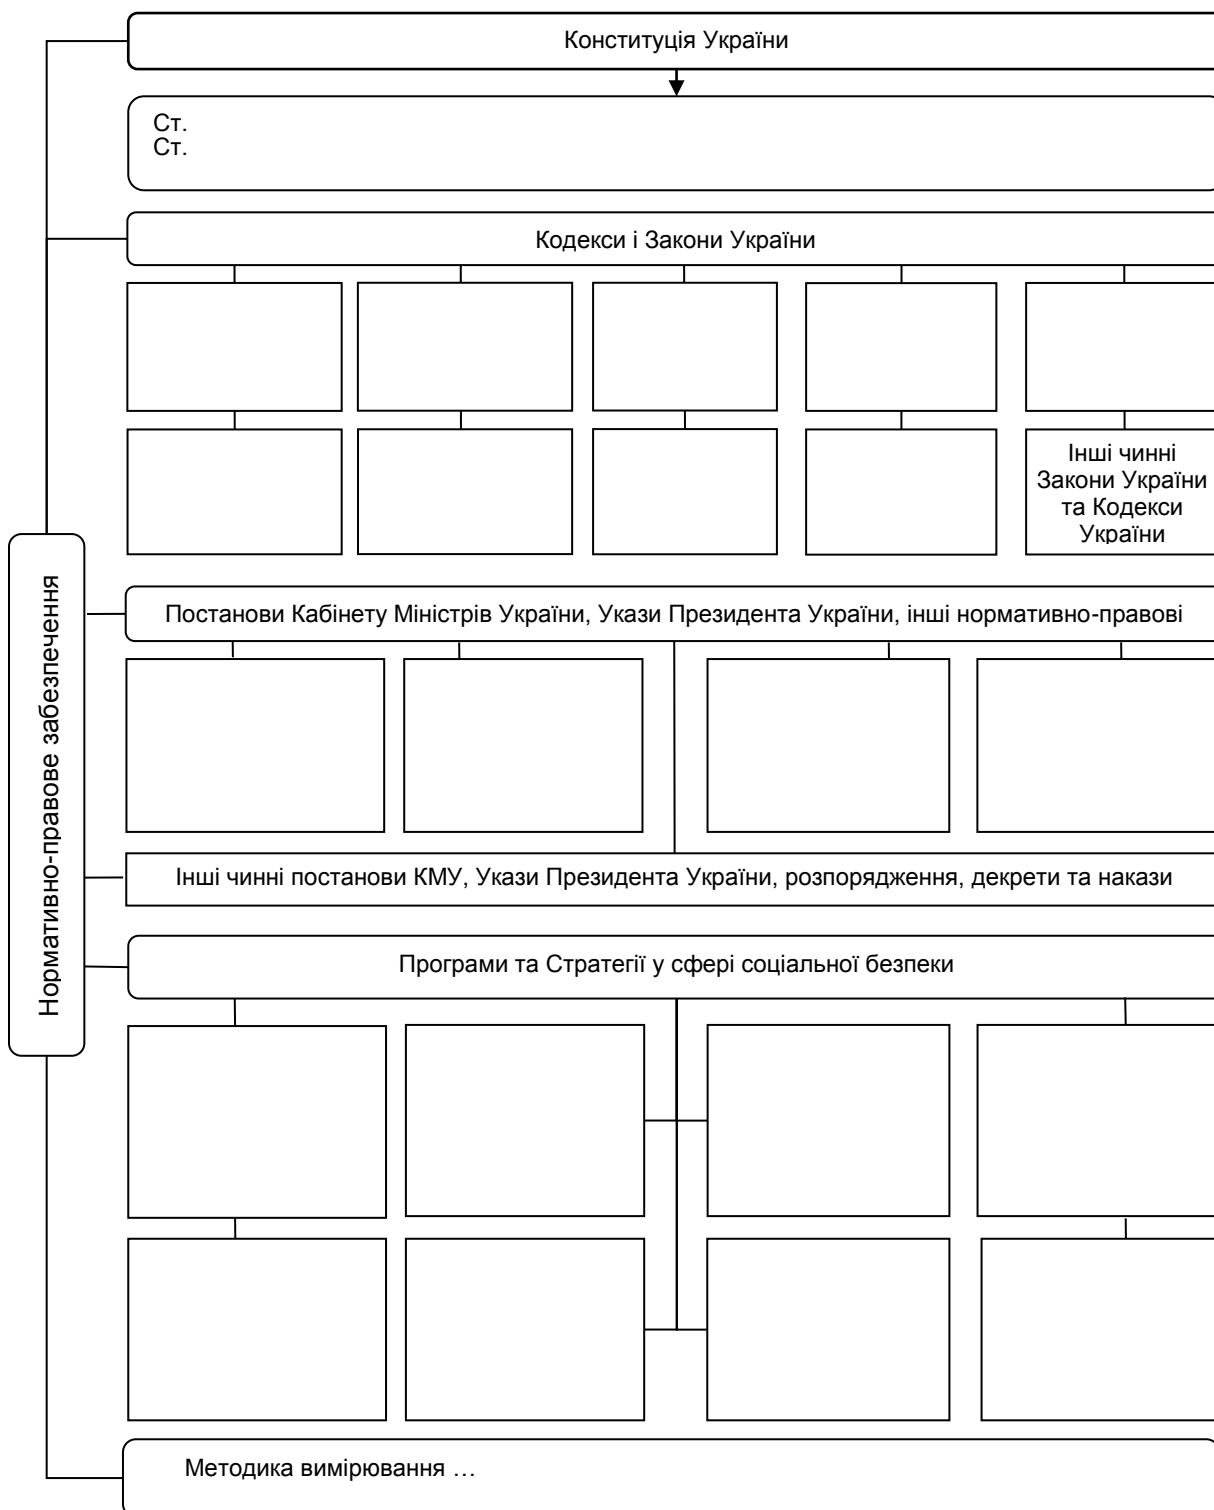 Конституція України
Ст.
Ст.
Кодекси і Закони України
Інші чинні
Закони України
та Кодекси
України
Нормативно-правове забезпечення
Постанови Кабінету Міністрів України, Укази Президента України, інші нормативно-правові
Інші чинні постанови КМУ, Укази Президента України, розпорядження, декрети та накази
Програми та Стратегії у сфері соціальної безпеки
Методика вимірювання …